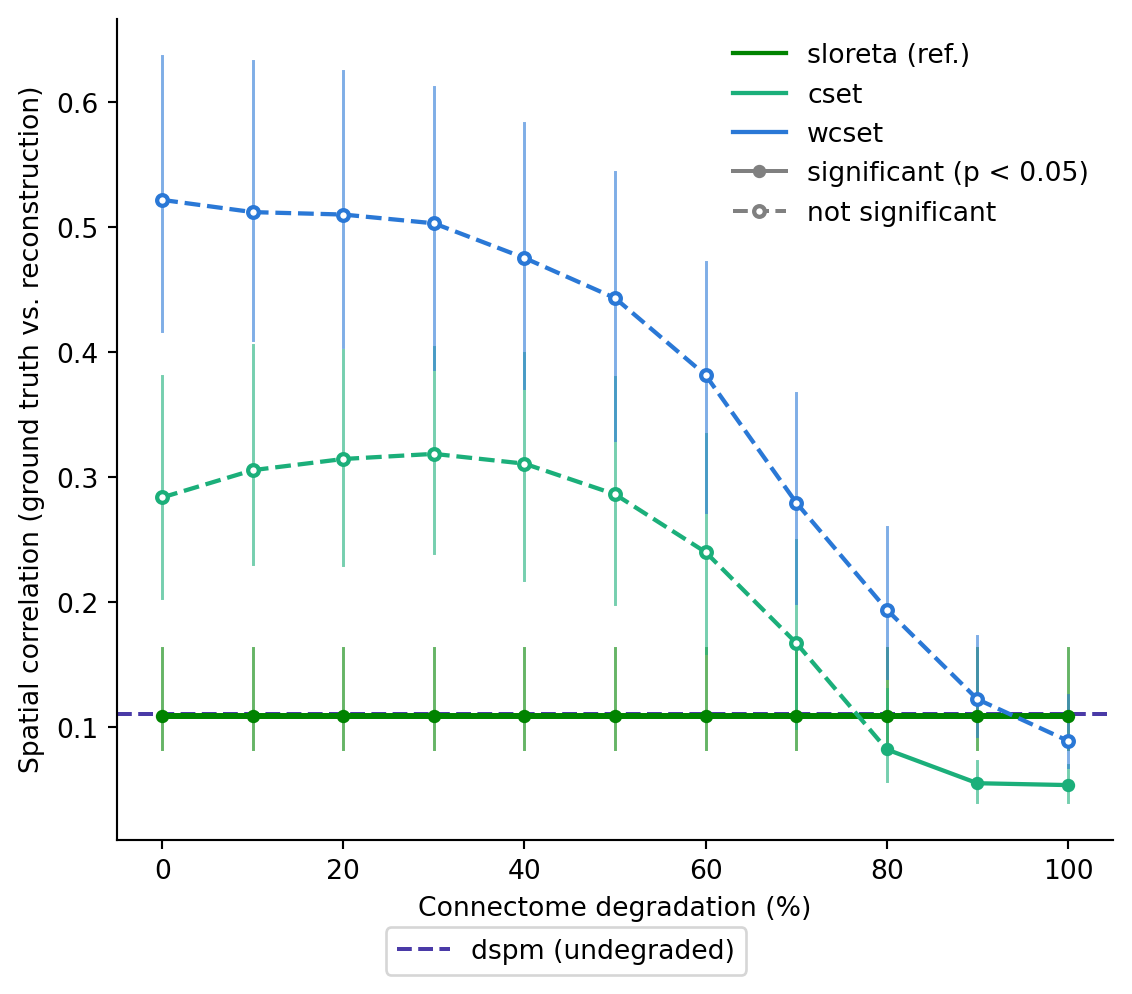 sloreta (ref.)
cset
wcset
significant (p < 0.05)
not significant
Spatial correlation (ground truth vs. reconstruction)
0.6
0.5
0.4
0.3
0.2
0.1
0 20 40 60 80 100
Connectome degradation (%)
dspm (undegraded)